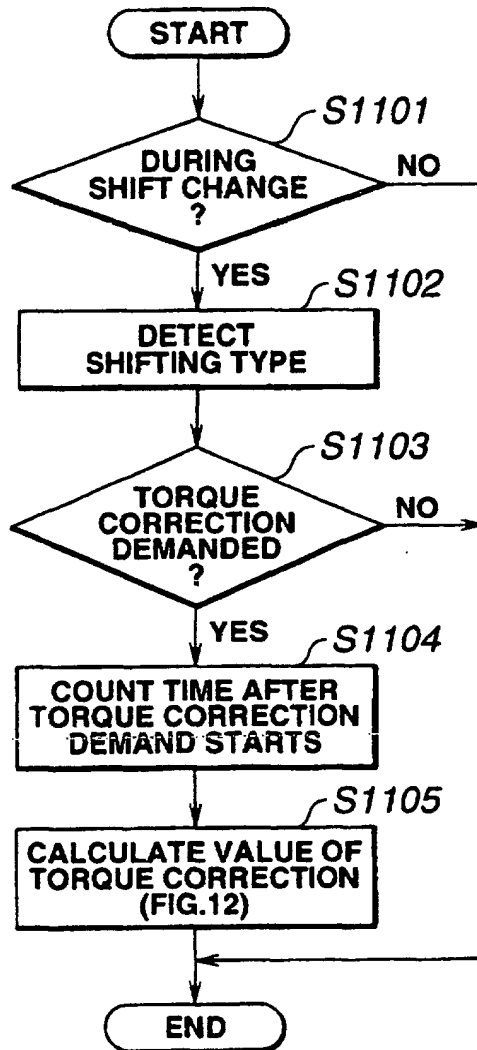 START
S1101
DURING
SHIFT CHANGE
?
NO
YES
S1102
DETECT
SHIFTING TYPE
S1103
TORQUE
CORRECTION
DEMANDED
?
NO
YES
S1104
COUNT TIME AFTER
TORQUE CORRECTION
DEMAND STARTS
S1105
CALCULATE VALUE OF
TORQUE CORRECTION
(FIG.12)
END